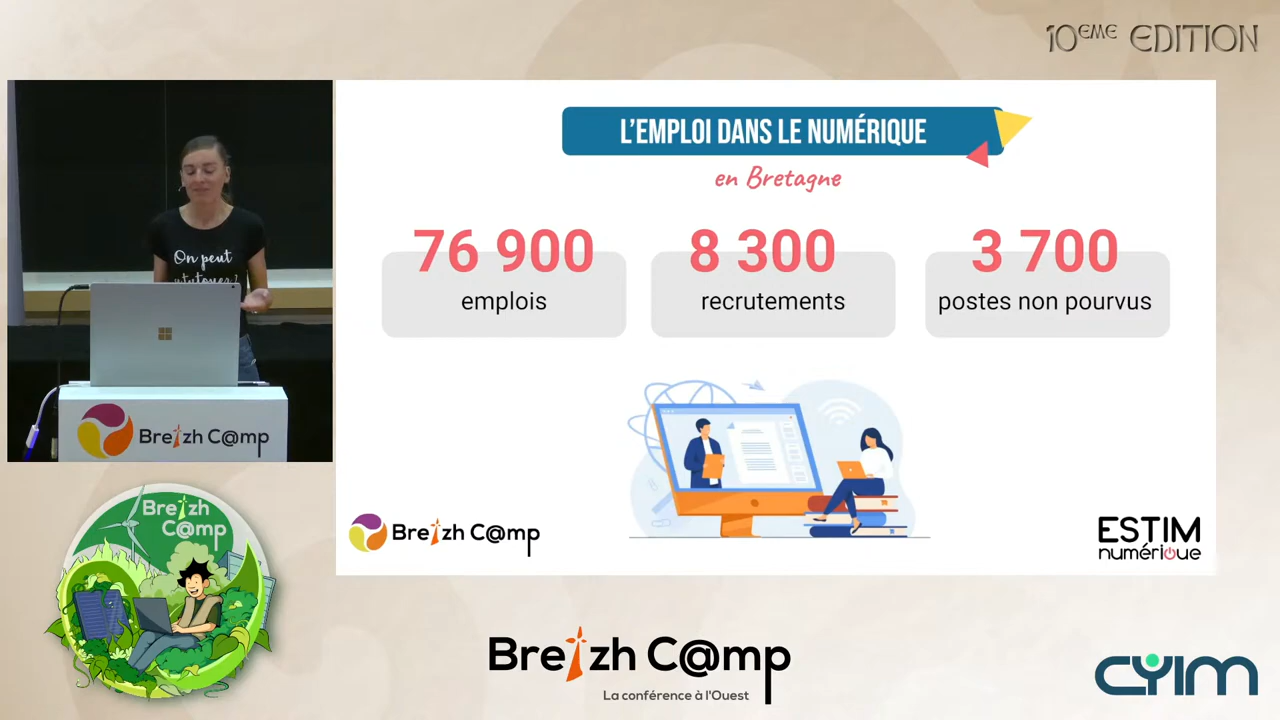 10EME EDITION
L'EMPLOI DANS LE NUMÉRIQUE
en Bretagne
76 900
emplois
8 300
recrutements
3 700
postes non pourvus
On peut
Breizh C@mp
Breizh C@mp
ESTIM
numérique
Breizh
C@mp
Breizh C@mp
La conférence à l'Ouest
CYIM